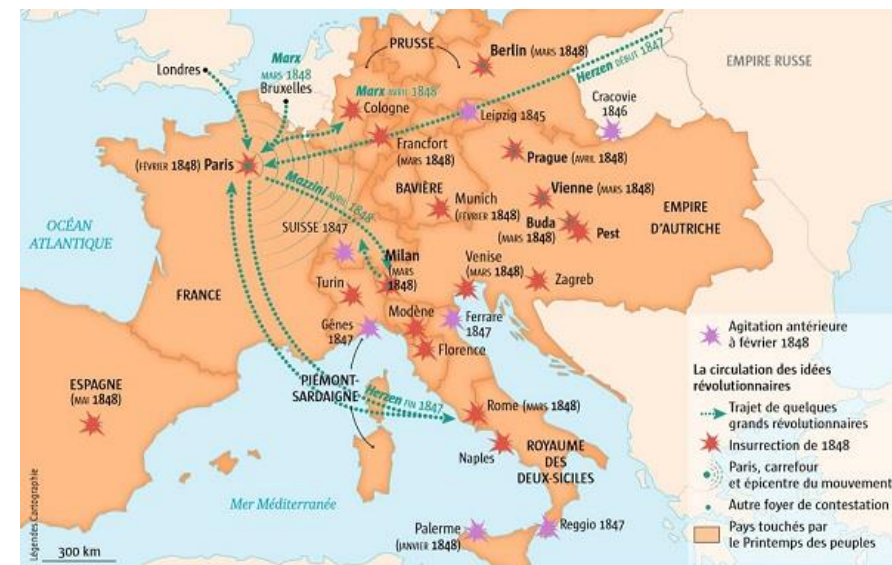 PRUSSE
Berlin (MARS 1848)
Herzen DÉBUT 1847
EMPIRE RUSSE
Londres
Marx
MARS 1848
Bruxelles
Marx AVRIL 1848
Cologne
Leipzig 1845
Cracovie
1846
Francfort
(MARS 1848)
(FÉVRIER 1848) Paris
Prague (AVRIL 1848)
Mazzini AVRIL 1848
BAVIÈRE
Munich
(FÉVRIER 1848)
Vienne (MARS 1848)
Buda
(MARS 1848)
Pest
EMPIRE
D'AUTRICHE
OCÉAN
ATLANTIQUE
SUISSE 1847
Milan
(MARS
1848)
Venise
(MARS 1848)
Zagreb
Turin
FRANCE
Gênes
1847
Modène
Ferrare
1847
Florence
PIÉMONT-
SARDAIGNE
Herzen FIN 1847
ESPAGNE
(MAI 1848)
Rome (MARS 1848)
Naples
ROYAUME
DES
DEUX-SICILES
Mer Méditerranée
Palerme
(JANVIER 1848)
Reggio 1847
Légendes Cartographie
300 km
Agitation antérieure
à février 1848
La circulation des idées
révolutionnaires
Trajet de quelques
grands révolutionnaires
Insurrection de 1848
Paris, carrefour
et épicentre du mouvement
Autre foyer de contestation
Pays touchés par
le Printemps des peuples